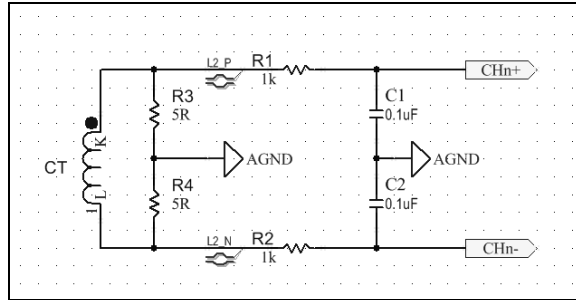 L2_P
R1
1k
CHn+
R3
5R
C1
0.1uF
K
AGND
AGND
CT
L
1
R4
5R
C2
0.1uF
L2_N
R2
1k
CHn-